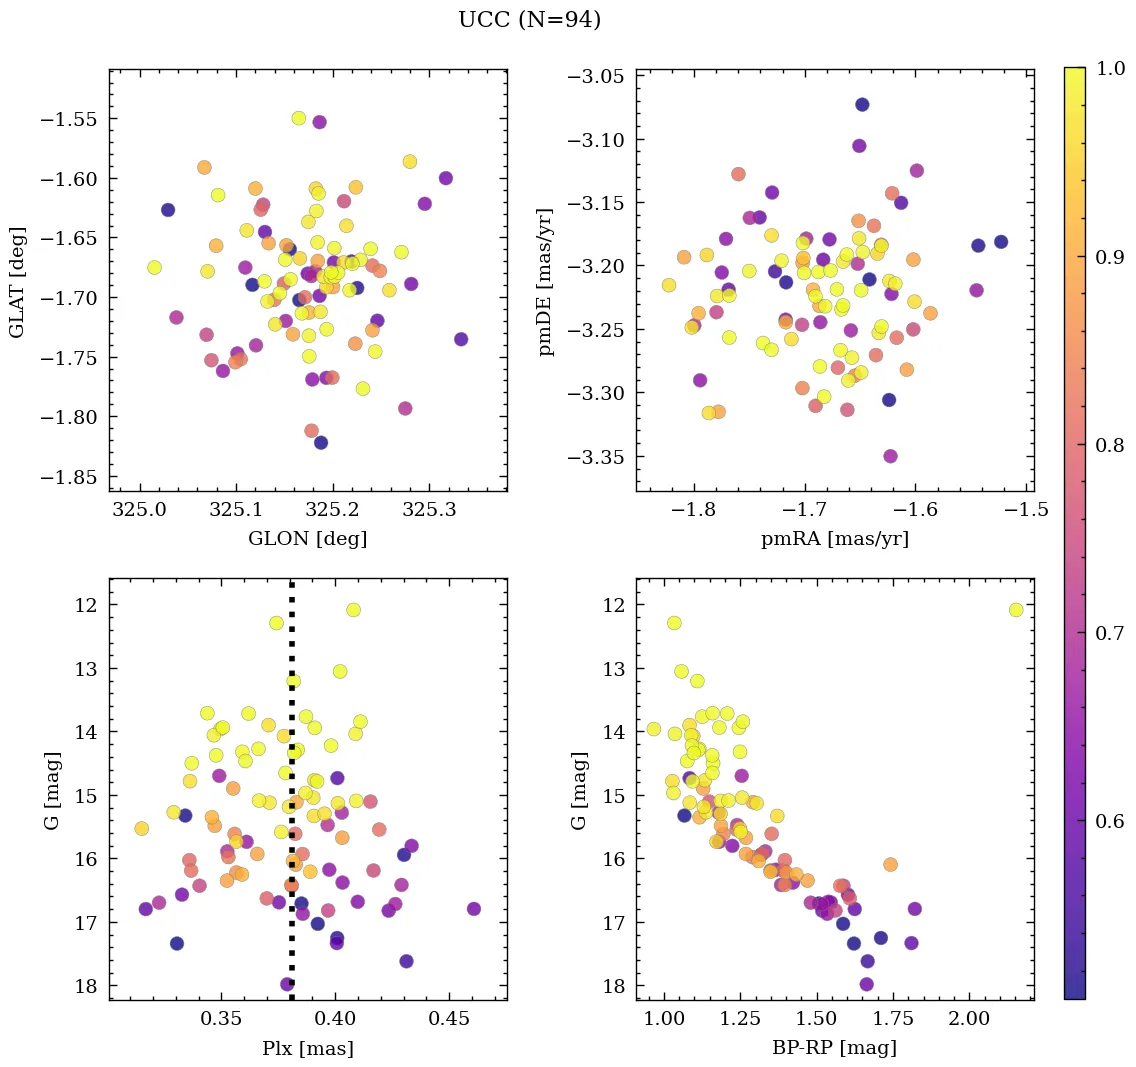 UCC (N=94)
−1.55
−1.60
−1.65
−1.70
−1.75
−1.80
−1.85
GLAT [deg]
325.0 325.1 325.2 325.3
GLON [deg]
−3.05
−3.10
−3.15
−3.20
−3.25
−3.30
−3.35
pmDE [mas/yr]
−1.8 −1.7 −1.6 −1.5
pmRA [mas/yr]
12
13
14
15
16
17
18
G [mag]
0.35 0.40 0.45
Plx [mas]
12
13
14
15
16
17
18
G [mag]
1.00 1.25 1.50 1.75 2.00
BP-RP [mag]
1.0
0.9
0.8
0.7
0.6